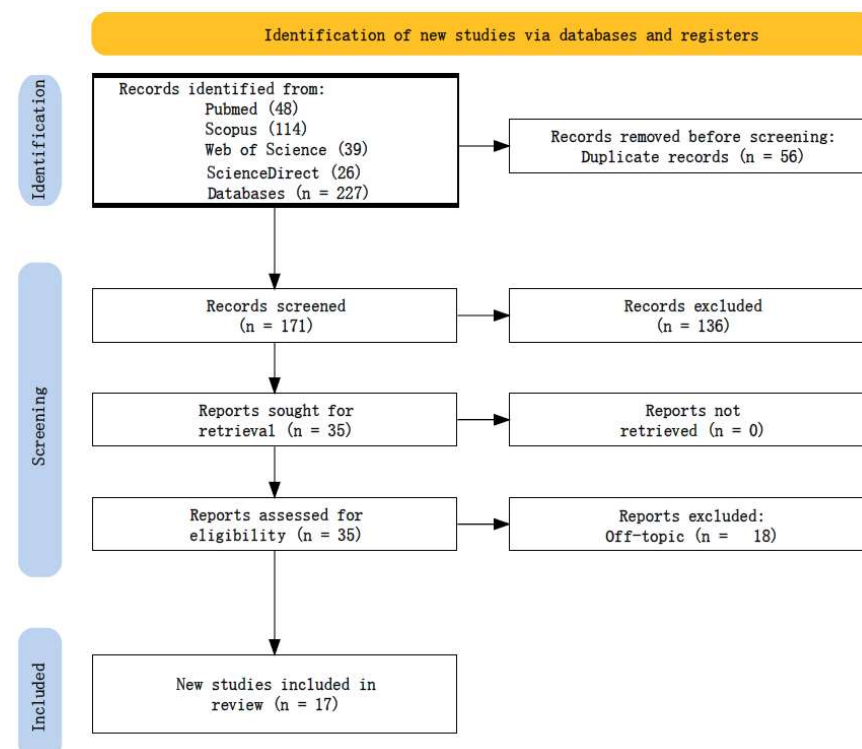 Identification of new studies via databases and registers
Identification
Records identified from:
Pubmed (48)
Scopus (114)
Web of Science (39)
ScienceDirect (26)
Databases (n = 227)
Records removed before screening:
Duplicate records (n = 56)
Screening
Records screened
(n = 171)
Records excluded
(n = 136)
Reports sought for
retrieval (n = 35)
Reports not
retrieved (n = 0)
Reports assessed for
eligibility (n = 35)
Reports excluded:
Off-topic (n = 18)
Included
New studies included in
review (n = 17)